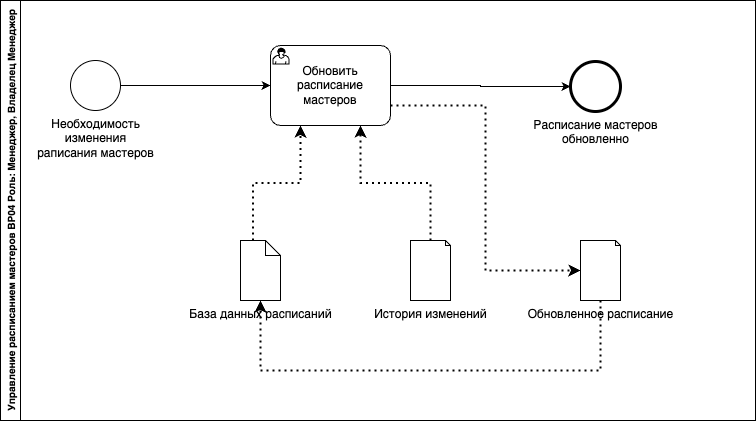 Управление расписанием мастеров BP04 Роль: Менеджер, Владелец Менеджер
Обновить
расписание
мастеров
Необходимость
изменения
раписания мастеров
Расписание мастеров
обновленно
База данных расписаний
История изменений
Обновленное расписание